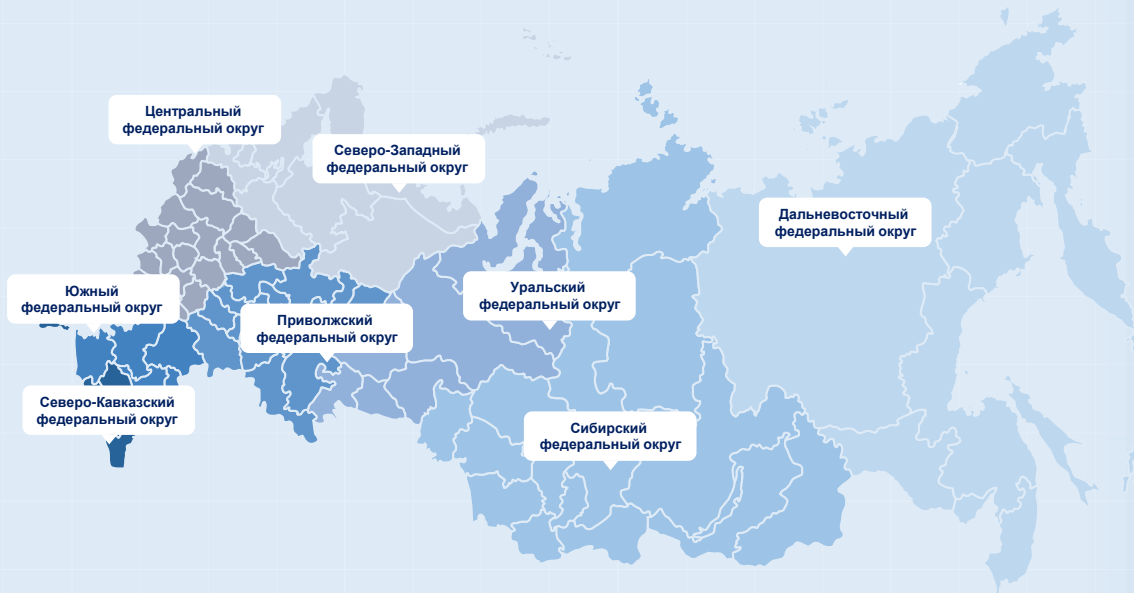 Центральный
федеральный округ
Северо-Западный
федеральный округ
Дальневосточный
федеральный округ
Южный
федеральный округ
Уральский
федеральный округ
Приволжский
федеральный округ
Северо-Кавказский
федеральный округ
Сибирский
федеральный округ